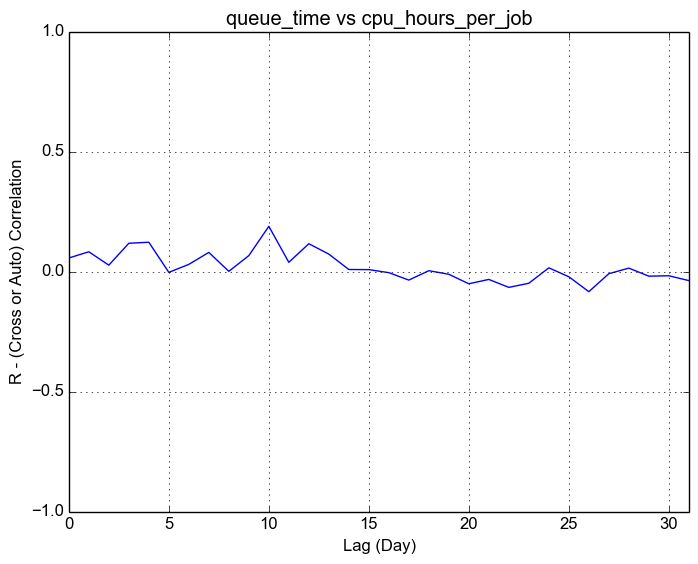 queue_time vs cpu_hours_per_job
R - (Cross or Auto) Correlation
1.0
0.5
0.0
−0.5
−1.0
0 5 10 15 20 25 30
Lag (Day)